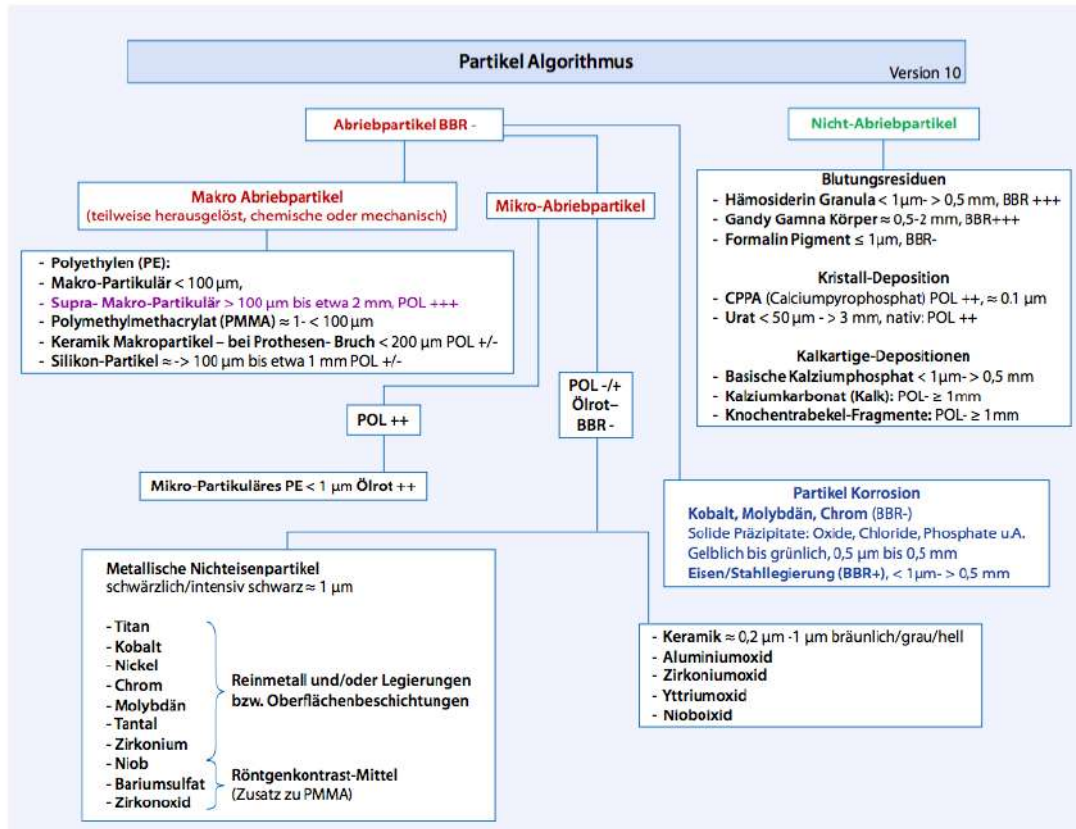 Partikel Algorithmus
Version 10
Abriebpartikel BBR -
Nicht-Abriebpartikel
Makro Abriebpartikel
(teilweise herausgelöst, chemische oder mechanisch)
Mikro-Abriebpartikel
- Polyethylen (PE):
- Makro-Partikulär < 100 µm,
- Supra- Makro-Partikulär > 100 µm bis etwa 2 mm, POL +++
- Polymethylmethacrylat (PMMA) ≈ 1- < 100 µm
- Keramik Makropartikel – bei Prothesen- Bruch < 200 µm POL +/-
- Silikon-Partikel ≈ -> 100 µm bis etwa 1 mm POL +/-
Blutungsresiduen
- Hämosiderin Granula < 1µm- > 0,5 mm, BBR +++
- Gandy Gamna Körper ≈ 0,5-2 mm, BBR+++
- Formalin Pigment ≤ 1µm, BBR-
Kristall-Deposition
- CPPA (Calciumpyrophosphat) POL ++, ≈ 0.1 µm
- Urat < 50 µm - > 3 mm, nativ: POL ++
Kalkartige-Depositionen
- Basische Kalziumphosphat < 1µm- > 0,5 mm
- Kalziumkarbonat (Kalk): POL- ≥ 1mm
- Knochentrabekel-Fragmente: POL- ≥ 1mm
POL ++
POL -/+
Ölrot–
BBR -
Mikro-Partikuläres PE < 1 µm Ölrot ++
Partikel Korrosion
Kobalt, Molybdän, Chrom (BBR-)
Solide Präzipitate: Oxide, Chloride, Phosphate u.A.
Gelblich bis grünlich, 0,5 µm bis 0,5 mm
Eisen/Stahllegierung (BBR+), < 1µm- > 0,5 mm
Metallische Nichteisenpartikel
schwärzlich/intensiv schwarz ≈ 1 µm
- Titan
- Kobalt
- Nickel
- Chrom
- Molybdän
- Tantal
- Zirkonium
- Niob
- Bariumsulfat
- Zirkonoxid
Reinmetall und/oder Legierungen
bzw. Oberflächenbeschichtungen
Röntgenkontrast-Mittel
(Zusatz zu PMMA)
- Keramik ≈ 0,2 µm -1 µm bräunlich/grau/hell
- Aluminiumoxid
- Zirkoniumoxid
- Yttriumoxid
- Nioboixid